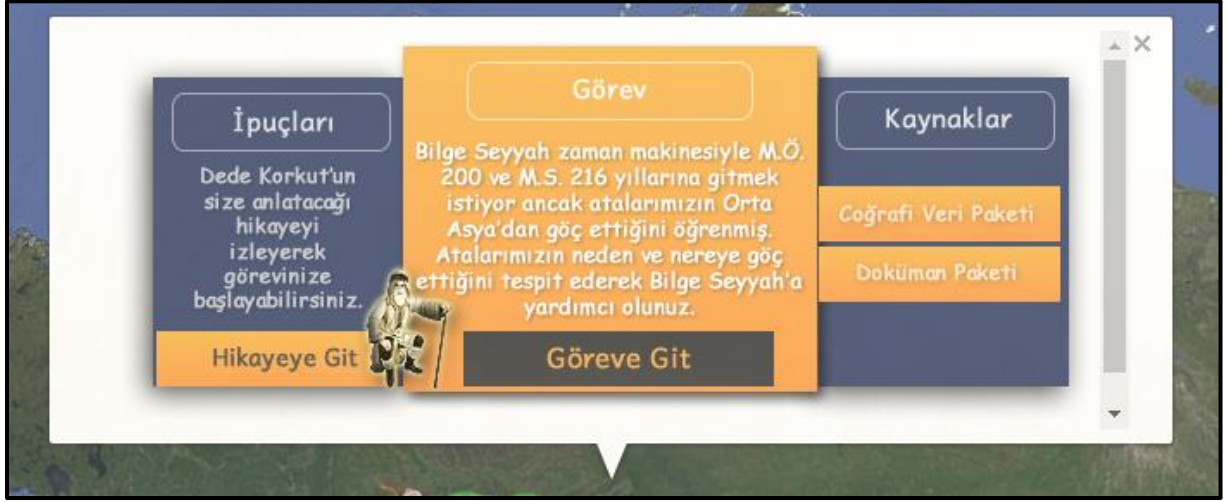 İpuçları
Dede Korkut'un
size anlatacağı
hikayeyi
izleyerek
görevinize
başlayabilirsiniz.
Hikayeye Git
Görev
Bilge Seyyah zaman makinesiyle M.Ö.
200 ve M.S. 216 yıllarına gitmek
istiyor ancak atalarımızın Orta
Asya'dan göç ettiğini öğrenmiş.
Atalarımızın neden ve nereye göç
ettiğini tespit ederek Bilge Seyyah'a
yardımcı olunuz.
Göreve Git
Kaynaklar
Coğrafi Veri Paketi
Doküman Paketi